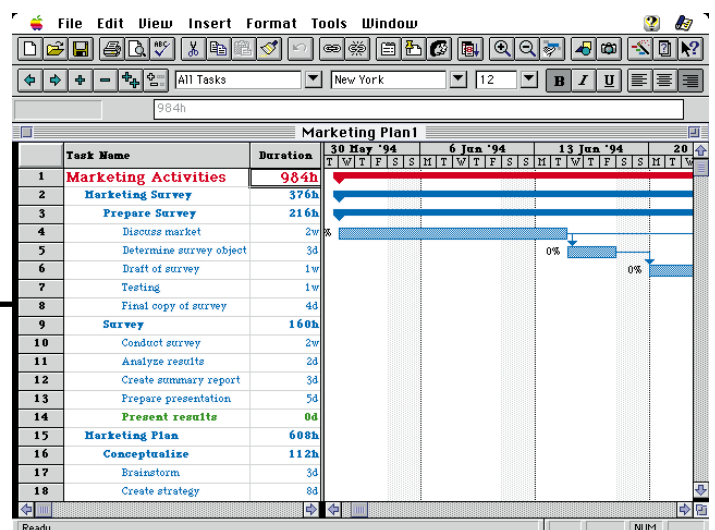 File Edit View Insert Format Tools Window
ABC
All Tasks New York 12 B I U
984h
Marketing Plan1
Task Name Duration 30 May '94 6 Jun '94 13 Jun '94 20
T W T F S S M T W T F S S M T W T F S S M T W
1 Marketing Activities 984h
2 Marketing Survey 376h
3 Prepare Survey 216h
4 Discuss market 2w %
5 Determine survey object 3d 0%
6 Draft of survey 1w 0%
7 Testing 1w
8 Final copy of survey 4d
9 Survey 160h
10 Conduct survey 2w
11 Analyze results 2d
12 Create summary report 3d
13 Prepare presentation 5d
14 Present results 0d
15 Marketing Plan 608h
16 Conceptualize 112h
17 Brainstorm 3d
18 Create strategy 8d
Ready NUM